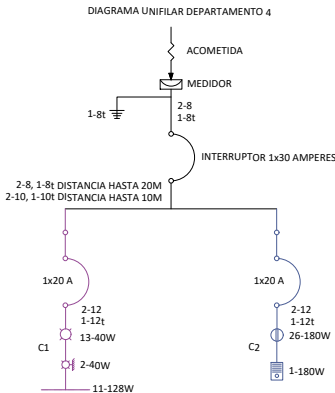 DIAGRAMA UNIFILAR DEPARTAMENTO 4
ACOMETIDA
MEDIDOR
1-8t
2-8
1-8t
INTERRUPTOR 1x30 AMPERES
2-8, 1-8t DISTANCIA HASTA 20M
2-10, 1-10t DISTANCIA HASTA 10M
1x20 A
2-12
1-12t
13-40W
C1
2-40W
11-128W
1x20 A
2-12
1-12t
26-180W
C2
1-180W